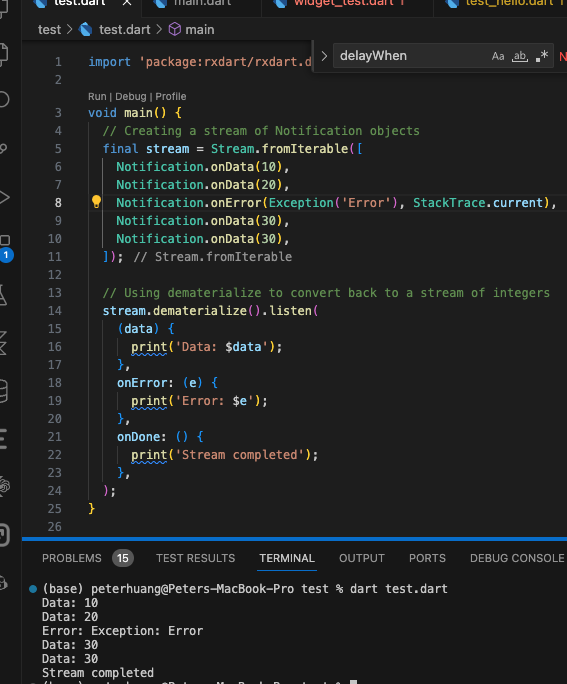 test.dart main.dart widget_test.dart 1 test_hello.dart 1
test > test.dart > main
delayWhen Aa ab N
1 import 'package:rxdart/rxdart.d
2
Run | Debug | Profile
3 void main() {
4 // Creating a stream of Notification objects
5 final stream = Stream.fromIterable([
6 Notification.onData(10),
7 Notification.onData(20),
8 Notification.onError(Exception('Error'), StackTrace.current),
9 Notification.onData(30),
10 Notification.onData(30),
11 ]); // Stream.fromIterable
12
13 // Using dematerialize to convert back to a stream of integers
14 stream.dematerialize().listen(
15 (data) {
16 print('Data: $data');
17 },
18 onError: (e) {
19 print('Error: $e');
20 },
21 onDone: () {
22 print('Stream completed');
23 },
24 );
25 }
26
1
PROBLEMS 15 TEST RESULTS TERMINAL OUTPUT PORTS DEBUG CONSOLE
(base) peterhuang@Peters-MacBook-Pro test % dart test.dart
Data: 10
Data: 20
Error: Exception: Error
Data: 30
Data: 30
Stream completed